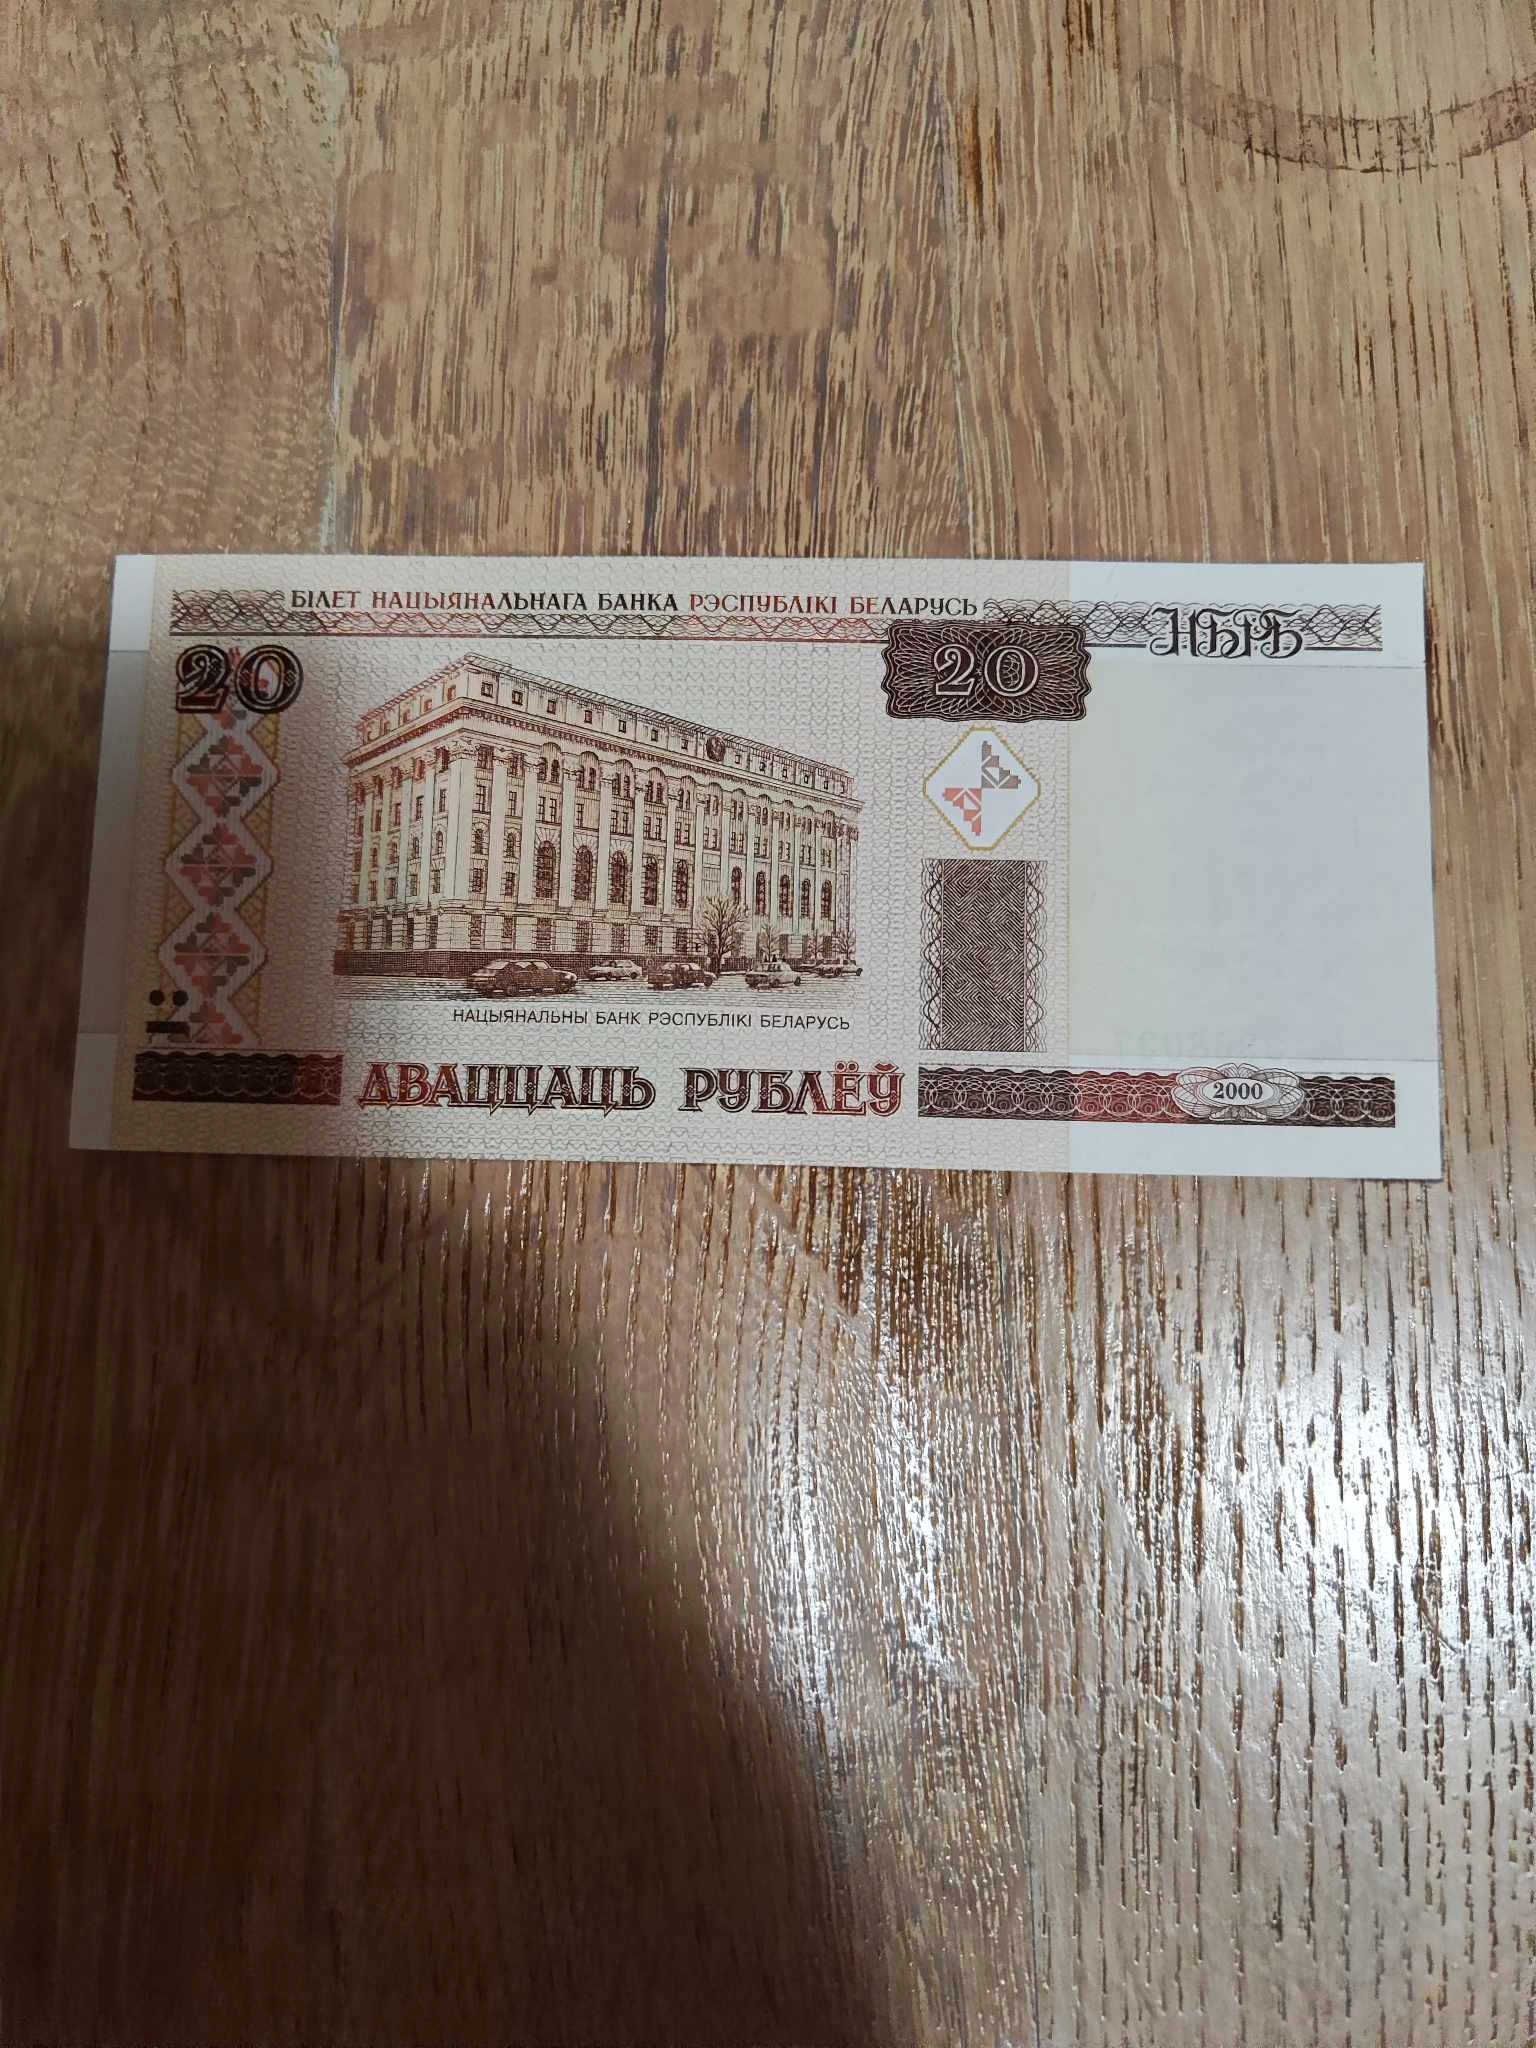 БІЛЕТ НАЦЫЯНАЛЬНАГА БАНКА РЭСПУБЛІКІ БЕЛАРУСЬ
НБРБ
20
20
НАЦЫЯНАЛЬНЫ БАНК РЭСПУБЛІКІ БЕЛАРУСЬ
ДВАЦЦАЦЬ РУБЛЁЎ
2000